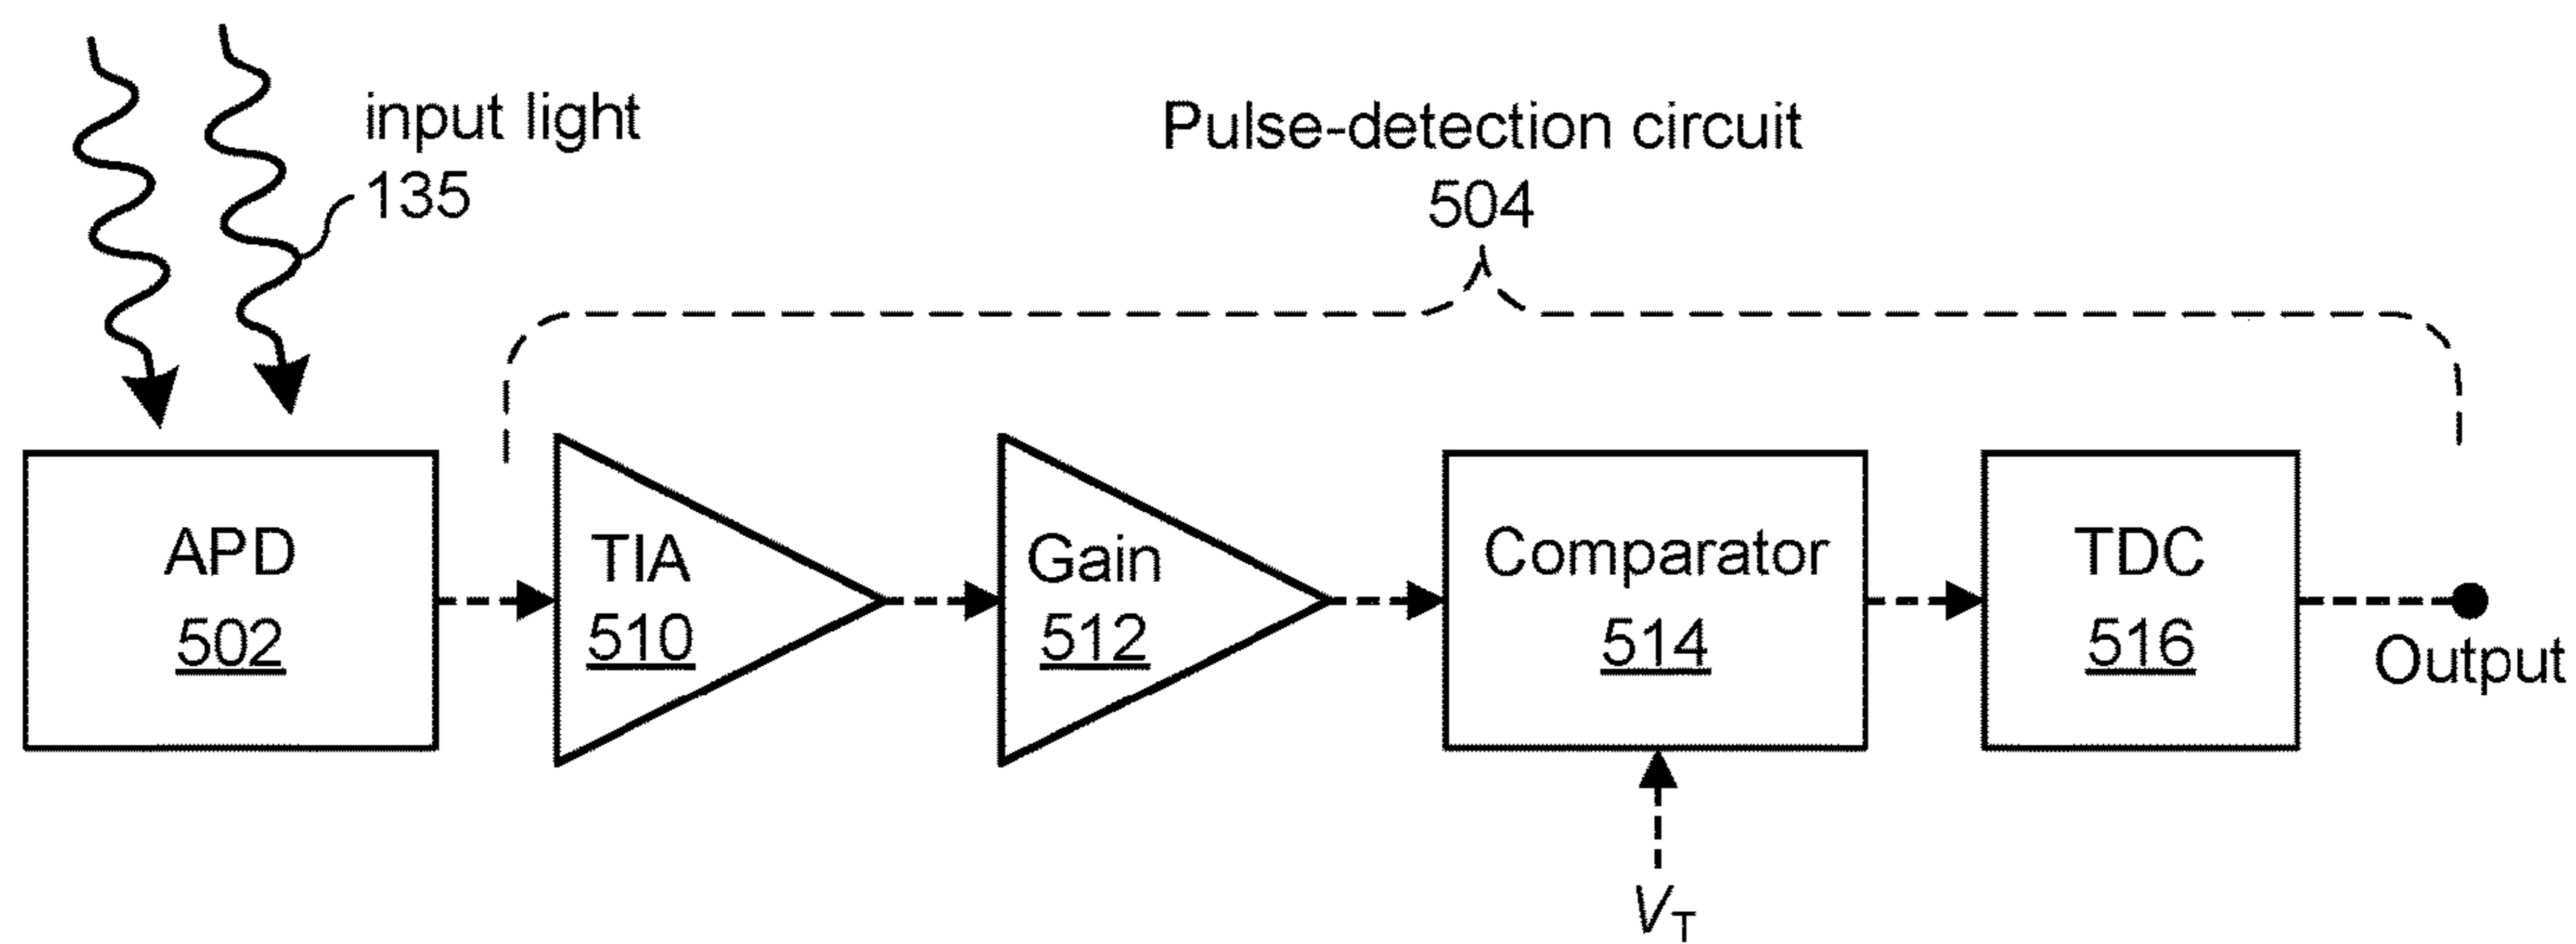 input light
135
Pulse-detection circuit
504
APD
502
TIA
510
Gain
512
Comparator
514
TDC
516
Output
VT